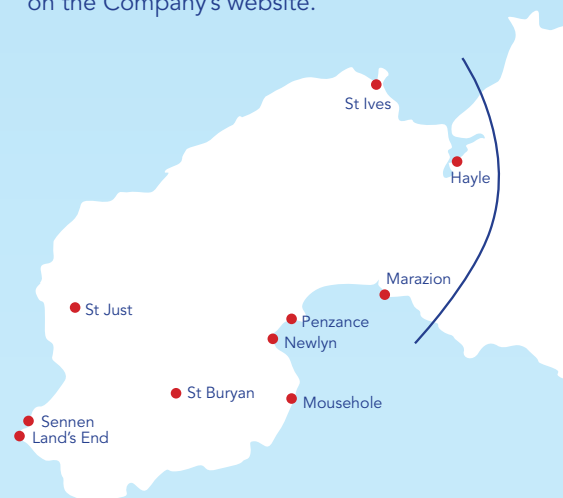 on the Company's website.
St Ives
Hayle
Marazion
St Just
Penzance
Newlyn
St Buryan
Mousehole
Sennen
Land's End